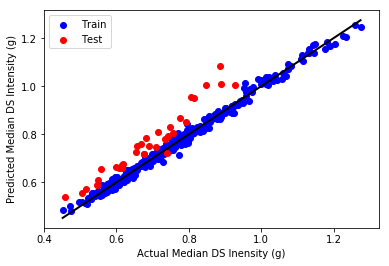 Train
Test
Predicted Median DS Intensity (g)
1.2
1.0
0.8
0.6
0.4
0.6
0.8
1.0
1.2
Actual Median DS Inensity (g)